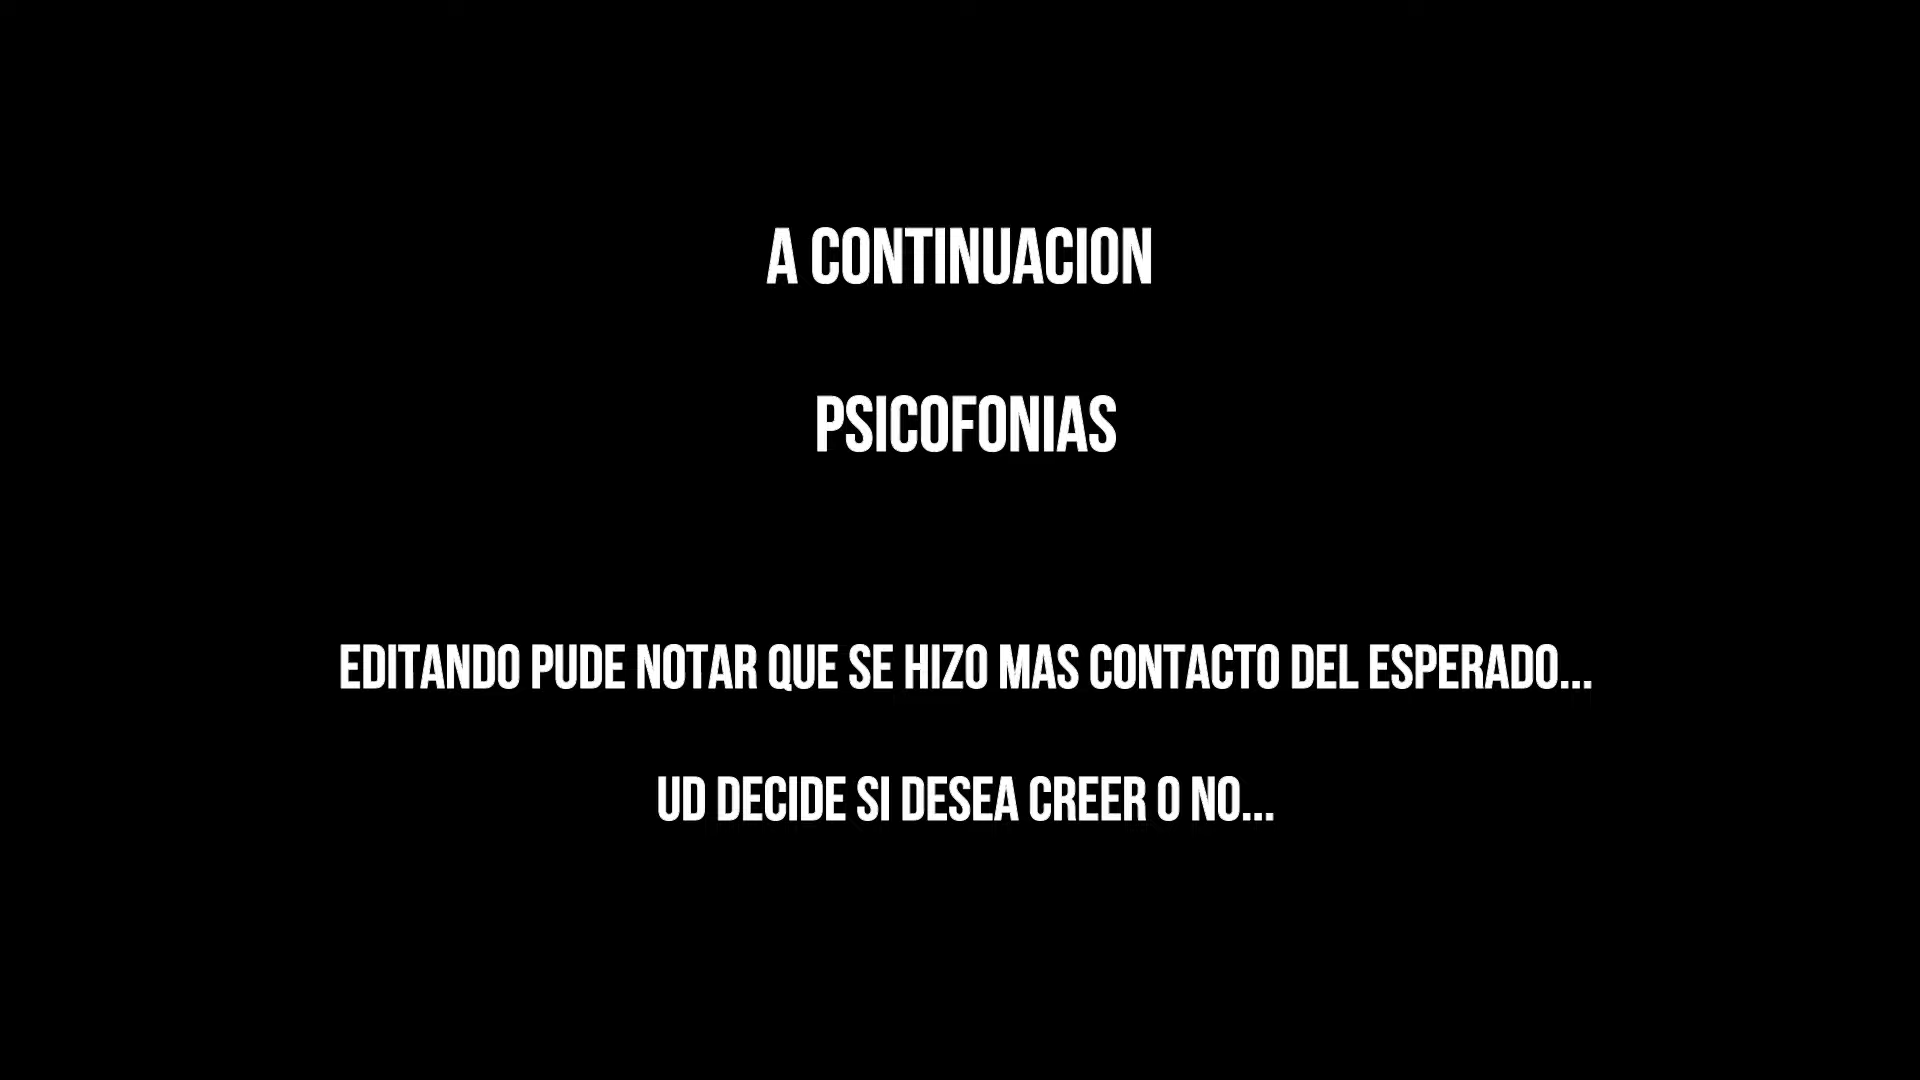 A CONTINUACION
PSICOFONIAS
EDITANDO PUDE NOTAR QUE SE HIZO MAS CONTACTO DEL ESPERADO...
UD DECIDE SI DESEA CREER O NO...